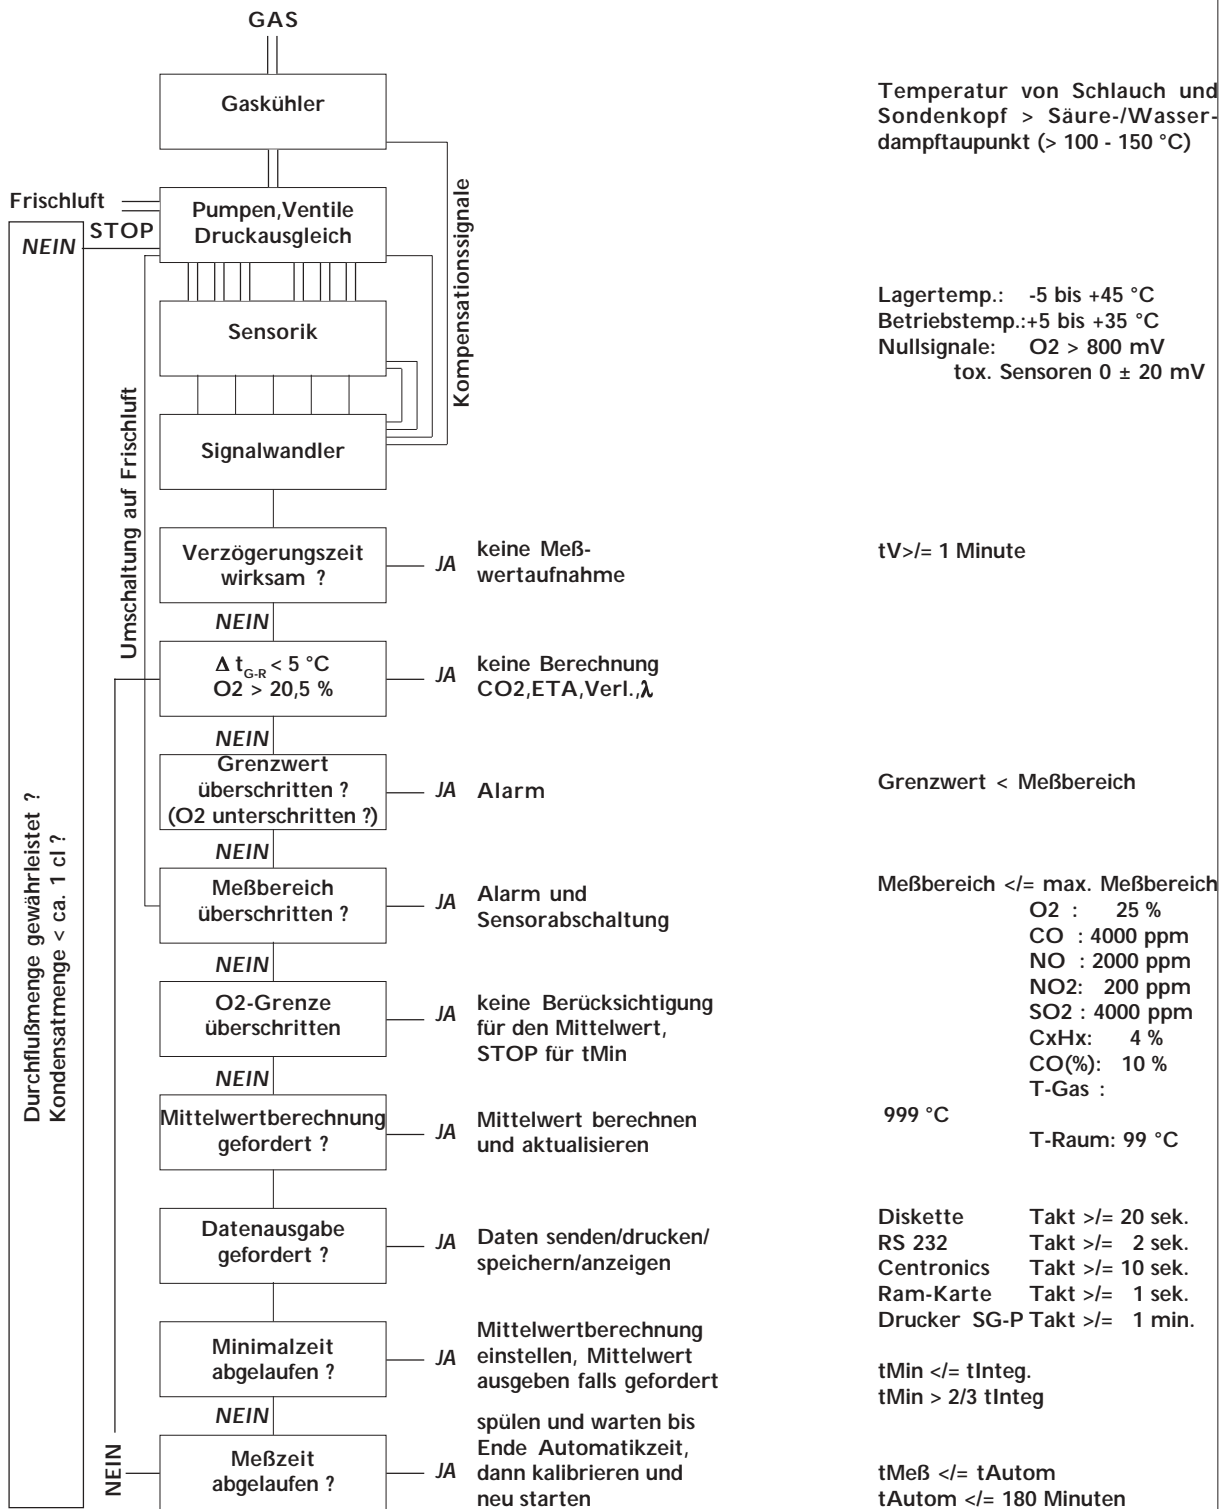 GAS
Gaskühler
Temperatur von Schlauch und
Sondenkopf > Säure-/Wasser-
dampftaupunkt (> 100 - 150 °C)
Frischluft
STOP
NEIN
Pumpen,Ventile
Druckausgleich
Kompensationssignale
Sensorik
Lagertemp.: -5 bis +45 °C
Betriebstemp.:+5 bis +35 °C
Nullsignale: O2 > 800 mV
tox. Sensoren 0 ± 20 mV
Signalwandler
Umschaltung auf Frischluft
Verzögerungszeit
wirksam ?
JA
keine Meß-
wertaufnahme
tV>/= 1 Minute
NEIN
Δ tG-R < 5 °C
O2 > 20,5 %
JA
keine Berechnung
CO2,ETA,Verl.,λ
NEIN
Grenzwert
überschritten ?
(O2 unterschritten ?)
JA
Alarm
Grenzwert < Meßbereich
NEIN
Durchflußmenge gewährleistet ?
Kondensatmenge < ca. 1 cl ?
Meßbereich
überschritten ?
JA
Alarm und
Sensorabschaltung
Meßbereich </= max. Meßbereich
O2 : 25 %
CO : 4000 ppm
NO : 2000 ppm
NO2: 200 ppm
SO2 : 4000 ppm
CxHx: 4 %
CO(%): 10 %
T-Gas :
999 °C
T-Raum: 99 °C
NEIN
O2-Grenze
überschritten
JA
keine Berücksichtigung
für den Mittelwert,
STOP für tMin
NEIN
Mittelwertberechnung
gefordert ?
JA
Mittelwert berechnen
und aktualisieren
Datenausgabe
gefordert ?
JA
Daten senden/drucken/
speichern/anzeigen
Diskette Takt >/= 20 sek.
RS 232 Takt >/= 2 sek.
Centronics Takt >/= 10 sek.
Ram-Karte Takt >/= 1 sek.
Drucker SG-P Takt >/= 1 min.
Minimalzeit
abgelaufen ?
JA
Mittelwertberechnung
einstellen, Mittelwert
ausgeben falls gefordert
tMin </= tInteg.
tMin > 2/3 tInteg
NEIN
NEIN
Meßzeit
abgelaufen ?
JA
spülen und warten bis
Ende Automatikzeit,
dann kalibrieren und
neu starten
tMeß </= tAutom
tAutom </= 180 Minuten